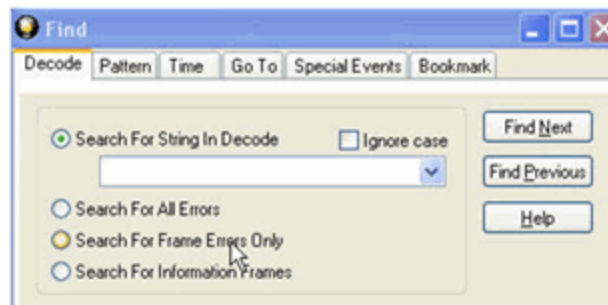 Find
Decode Pattern Time Go To Special Events Bookmark
Search For String In Decode Ignore case Find Next
Find Previous
Search For All Errors
Search For Frame Errors Only Help
Search For Information Frames